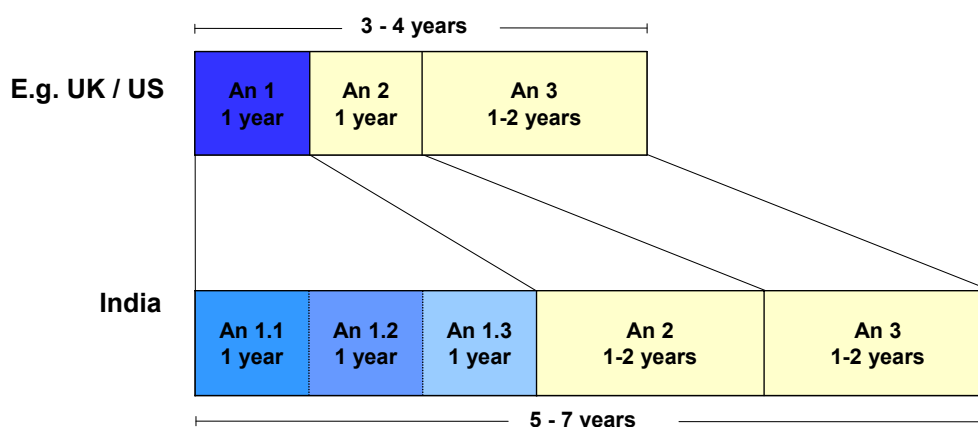 3 - 4 years
E.g. UK / US
An 1
1 year
An 2
1 year
An 3
1-2 years
India
An 1.1
1 year
An 1.2
1 year
An 1.3
1 year
An 2
1-2 years
An 3
1-2 years
5 - 7 years